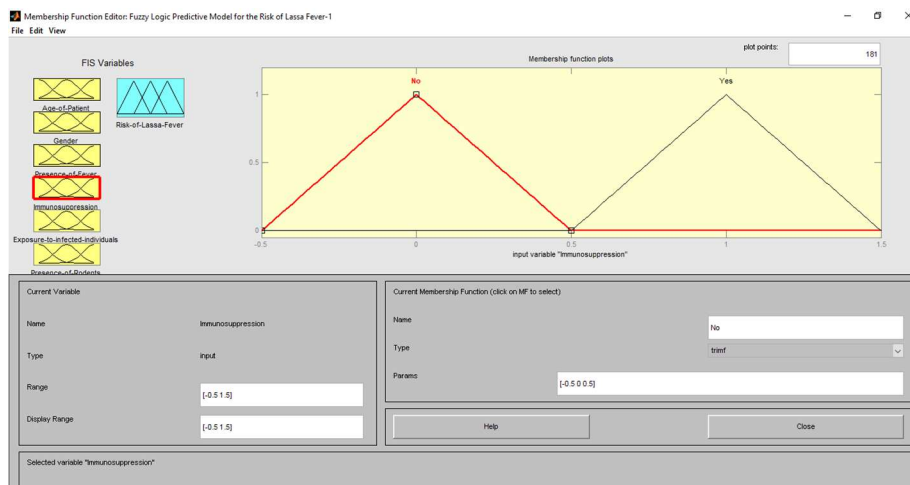 Membership Function Editor: Fuzzy Logic Predictive Model for the Risk of Lassa Fever-1
File Edit View
FIS Variables
Age-of-Patient
Gender
Presence-of-Fever
Immunosuppression
Exposure-to-infected-individuals
Presence-of-Rodents
Risk-of-Lassa-Fever
Membership function plots
plot points:
181
No
Yes
1
0.5
0
-0.5 0 0.5 1 1.5
input variable "Immunosuppression"
Current Variable
Name Immunosuppression
Type input
Range [-0.5 1.5]
Display Range [-0.5 1.5]
Current Membership Function (click on MF to select)
Name No
Type trimf
Params [-0.5 0 0.5]
Help Close
Selected variable "Immunosuppression"